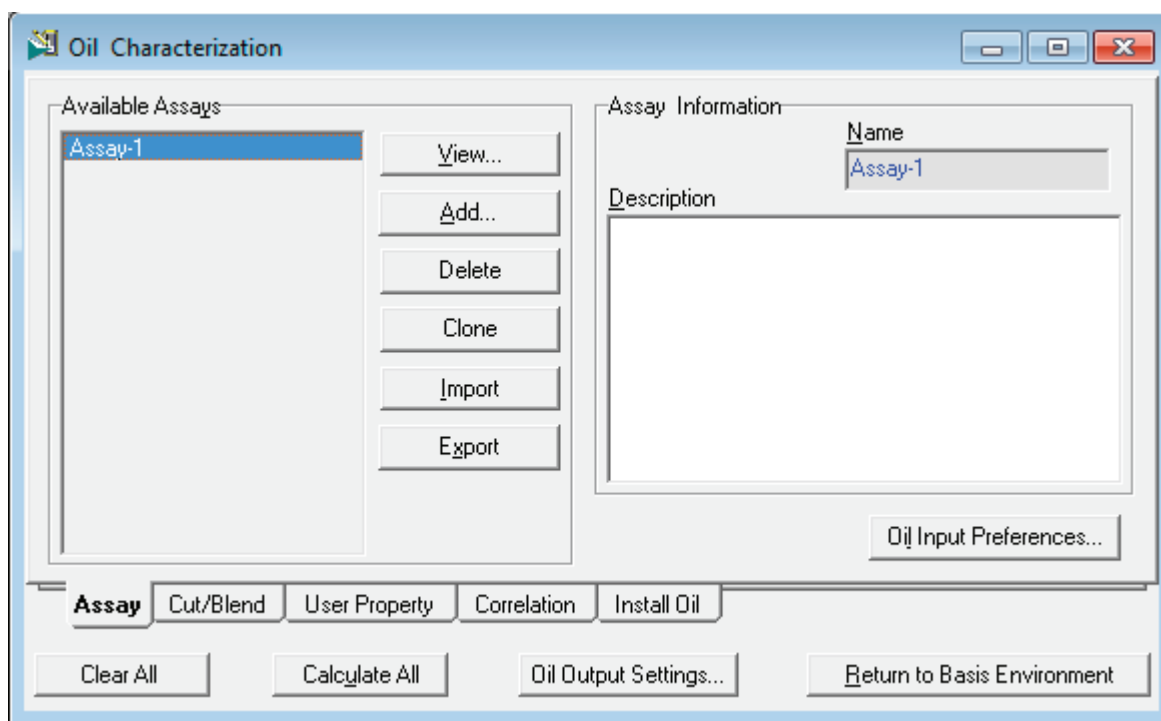 Oil Characterization
Available Assays
Assay-1
View...
Add...
Delete
Clone
Import
Export
Assay Information
Name
Assay-1
Description
Oil Input Preferences...
Assay
Cut/Blend
User Property
Correlation
Install Oil
Clear All
Calculate All
Oil Output Settings...
Return to Basis Environment